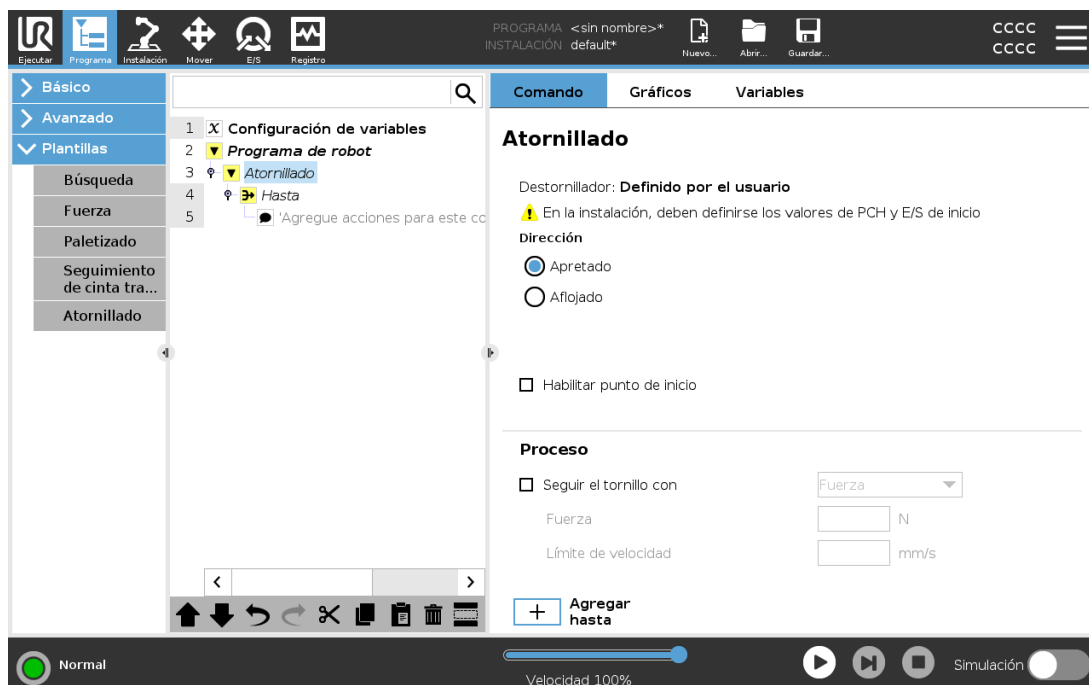 PROGRAMA <sin nombre>*
INSTALACIÓN default*
CCCC
CCCC
UR
Ejecutar
Programa
Instalación
Mover
E/S
Registro
Nuevo...
Abrir...
Guardar...
Básico
Avanzado
Plantillas
Búsqueda
Fuerza
Paletizado
Seguimiento
de cinta tra...
Atornillado
1 X Configuración de variables
2 Programa de robot
3 Atornillado
4 Hasta
5 'Agregue acciones para este co
Comando
Gráficos
Variables
Atornillado
Destornillador: Definido por el usuario
En la instalación, deben definirse los valores de PCH y E/S de inicio
Dirección
Apretado
Aflojado
Habilitar punto de inicio
Proceso
Seguir el tornillo con
Fuerza
Fuerza
N
Límite de velocidad
mm/s
Agregar
hasta
Normal
Velocidad 100%
Simulación